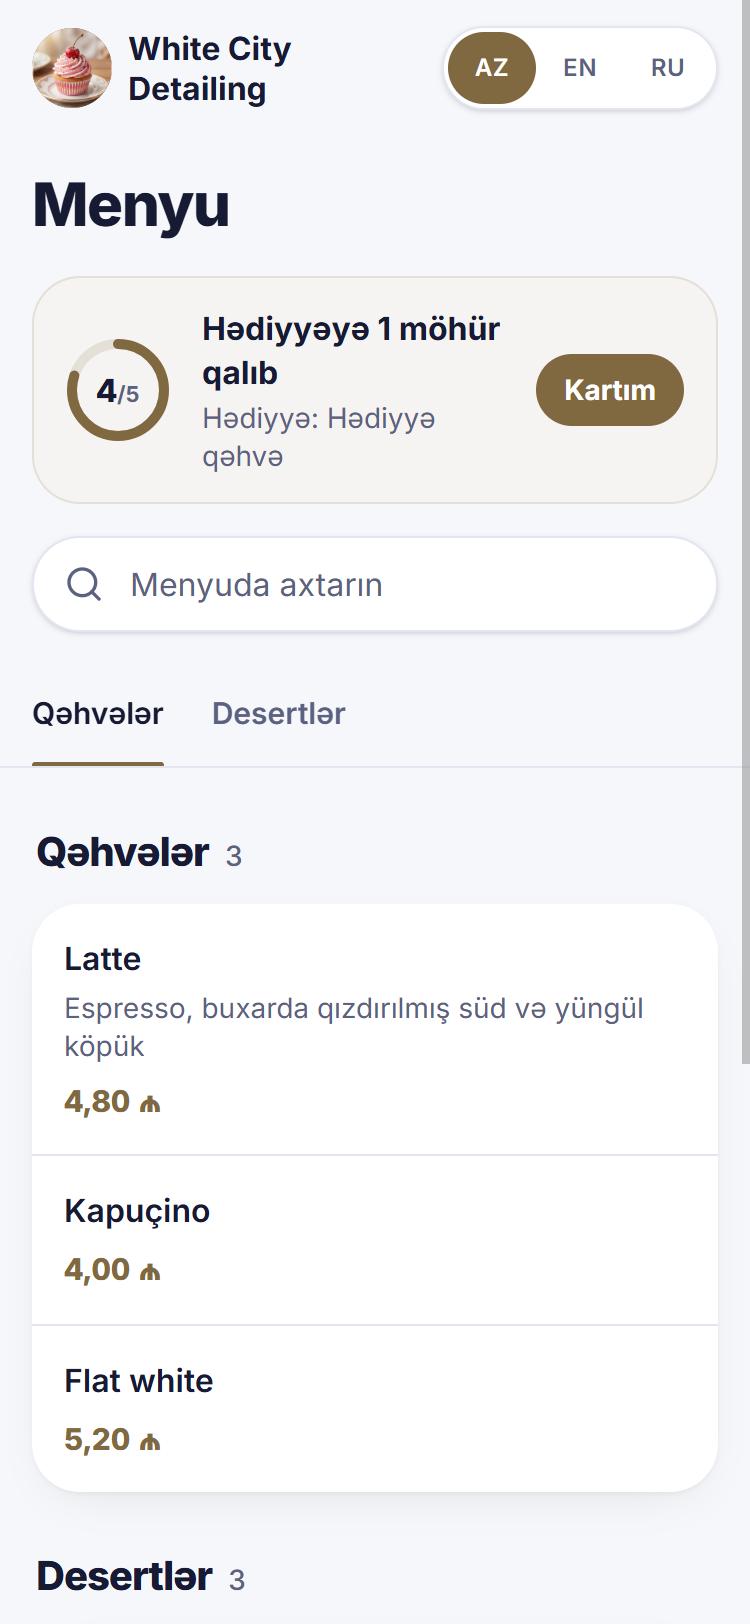 White City
Detailing
AZ EN RU
Menyu
4/5
Hədiyyəyə 1 möhür
qalıb
Hədiyyə: Hədiyyə
qəhvə
Kartım
Menyuda axtarın
Qəhvələr Desertlər
Qəhvələr 3
Latte
Espresso, buxarda qızdırılmış süd və yüngül
köpük
4,80 ₼
Kapuçino
4,00 ₼
Flat white
5,20 ₼
Desertlər 3